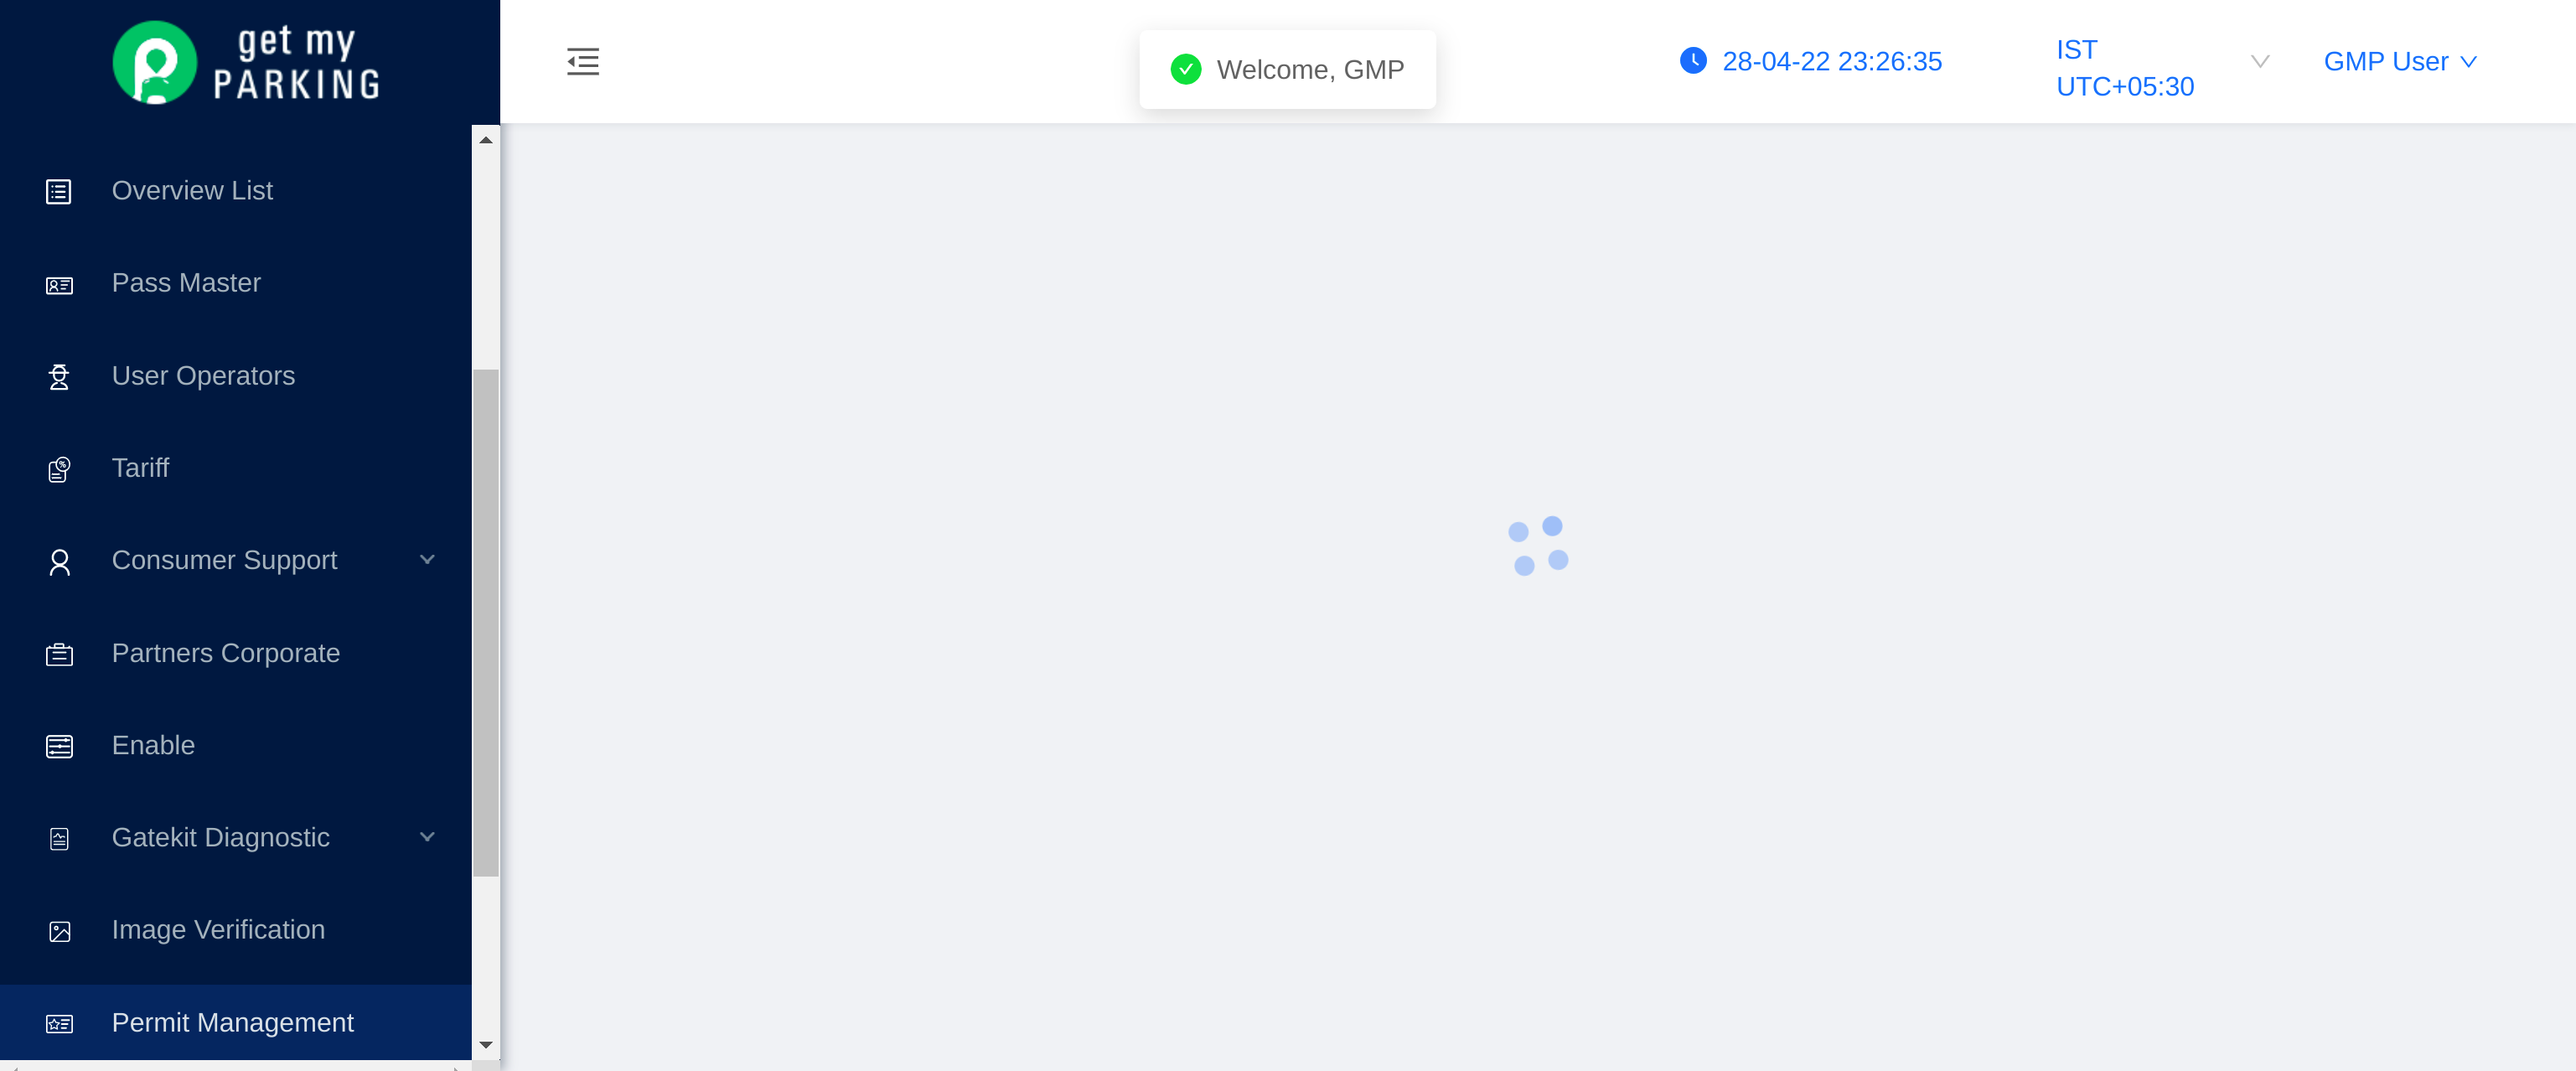 get my
PARKING
Welcome, GMP
28-04-22 23:26:35
IST
UTC+05:30
GMP User
Overview List
Pass Master
User Operators
Tariff
Consumer Support
Partners Corporate
Enable
Gatekit Diagnostic
Image Verification
Permit Management